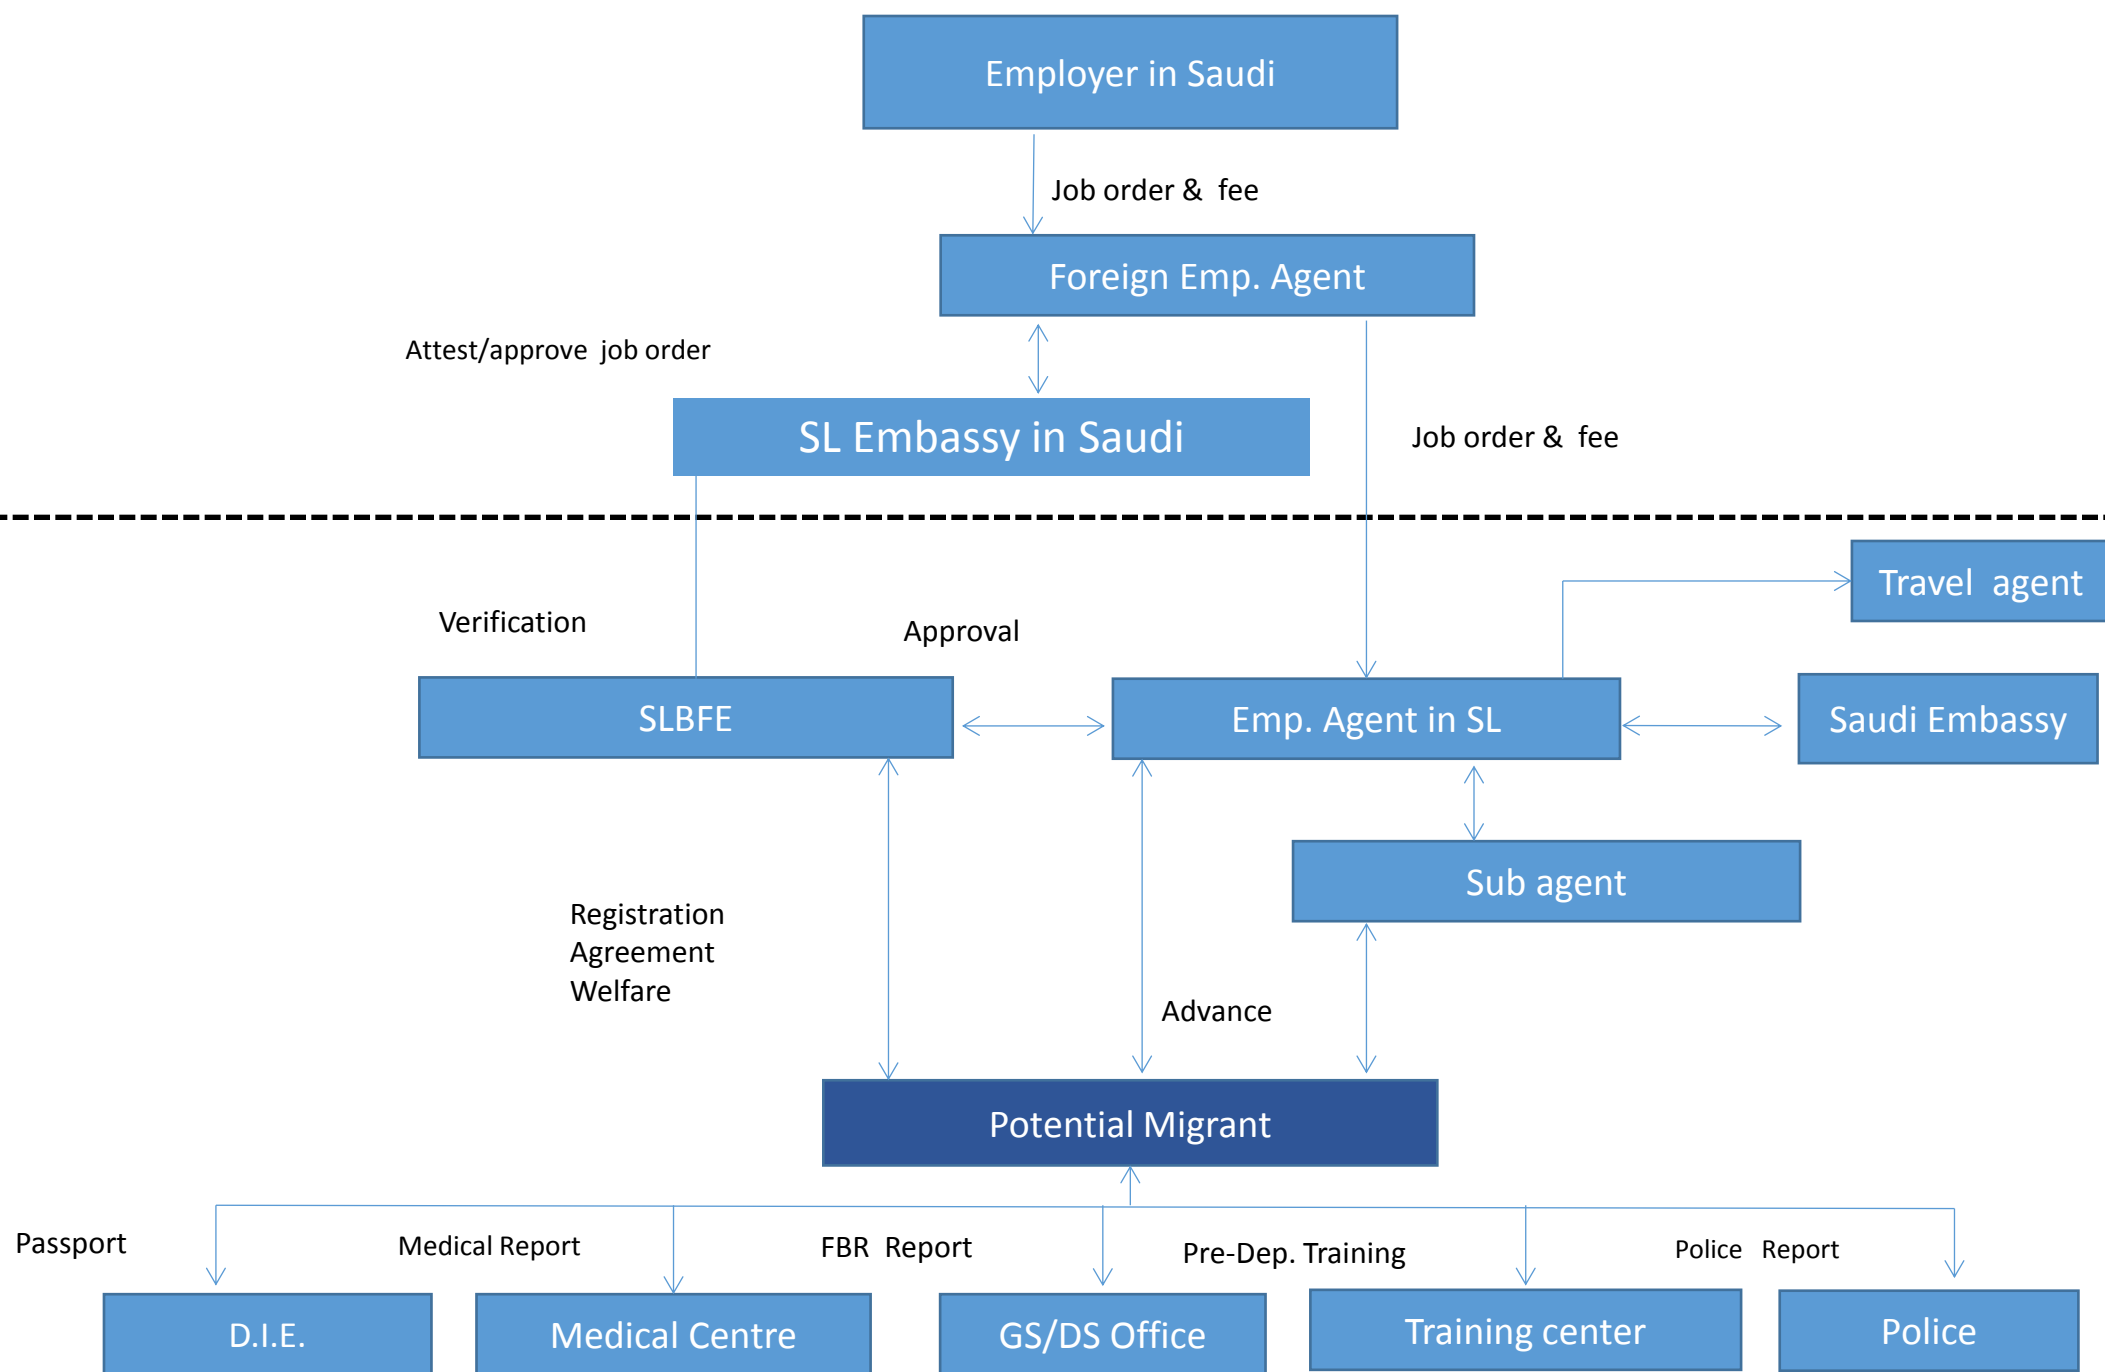 Employer in Saudi
Job order & fee
Foreign Emp. Agent
Attest/approve job order
SL Embassy in Saudi
Job order & fee
Travel agent
Verification
Approval
SLBFE
Emp. Agent in SL
Saudi Embassy
Sub agent
Registration
Agreement
Welfare
Advance
Potential Migrant
Passport
Medical Report
FBR Report
Pre-Dep. Training
Police Report
D.I.E.
Medical Centre
GS/DS Office
Training center
Police